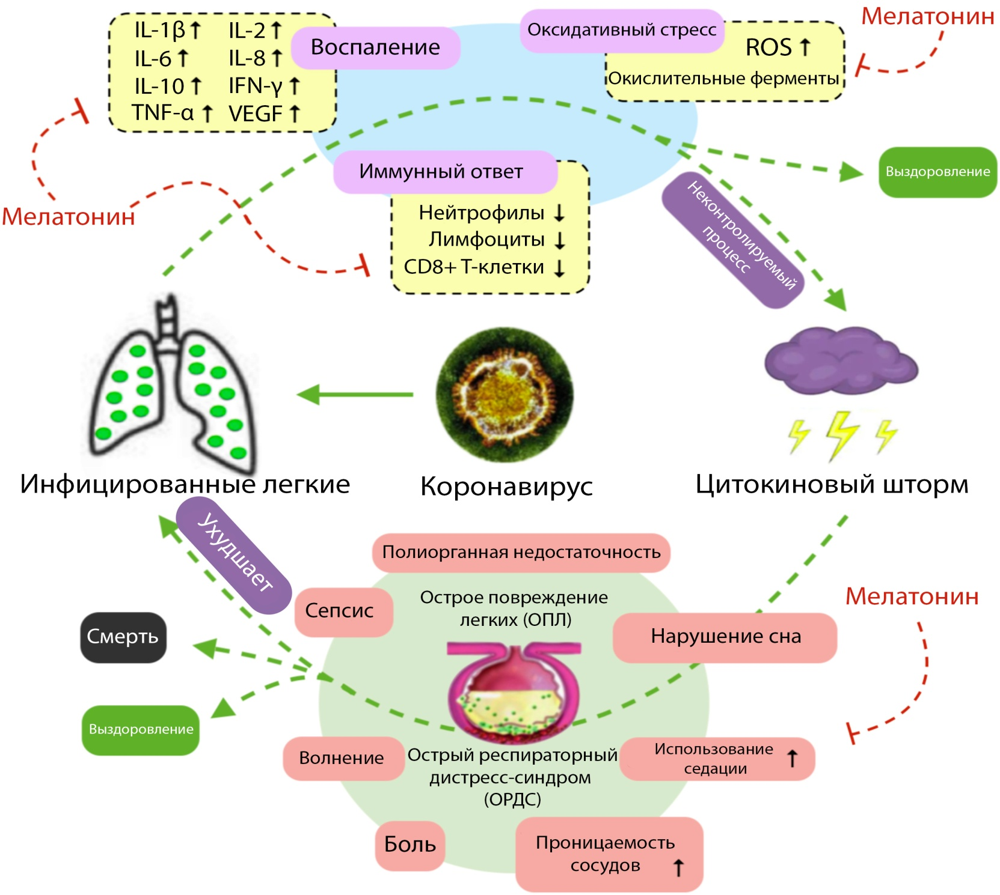 IL-1β ↑ IL-2 ↑
IL-6 ↑ IL-8 ↑
IL-10 ↑ IFN-γ ↑
TNF-α ↑ VEGF ↑
Воспаление
Оксидативный стресс
ROS ↑
Окислительные ферменты
Мелатонин
Выздоровление
Иммунный ответ
Нейтрофилы ↓
Лимфоциты ↓
CD8+ Т-клетки ↓
Мелатонин
Неконтролируемый
процесс
Инфицированные легкие
Коронавирус
Цитокиновый шторм
Ухудшает
Полиорганная недостаточность
Сепсис
Острое повреждение
легких (ОПЛ)
Нарушение сна
Мелатонин
Смерть
Выздоровление
Волнение
Острый респираторный
дистресс-синдром
(ОРДС)
Использование
седации ↑
Боль
Проницаемость
сосудов ↑